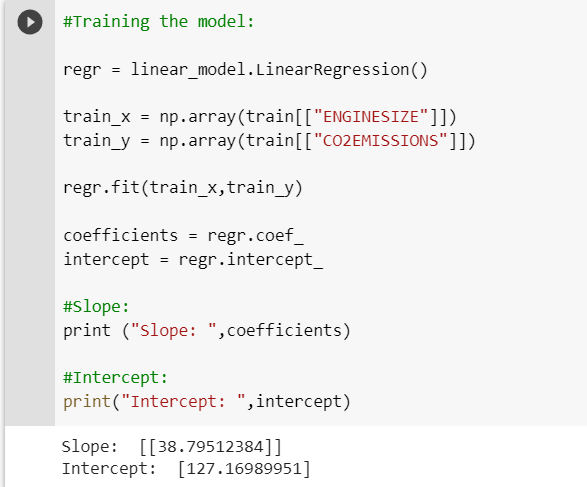 #Training the model:
regr = linear_model.LinearRegression()
train_x = np.array(train[["ENGINESIZE"]])
train_y = np.array(train[["CO2EMISSIONS"]])
regr.fit(train_x,train_y)
coefficients = regr.coef_
intercept = regr.intercept_
#Slope:
print ("Slope: ",coefficients)
#Intercept:
print("Intercept: ",intercept)
Slope:  [[38.79512384]]
Intercept:  [127.16989951]